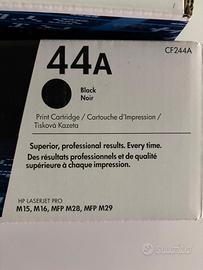 44A
CF244A
Black
Noir
Print Cartridge / Cartouche d'Impression /
Tisková Kazeta
Superior, professional results. Every time.
Des résultats professionnels et de qualité
supérieure à chaque impression.
HP LASERJET PRO
M15, M16, MFP M28, MFP M29
subito